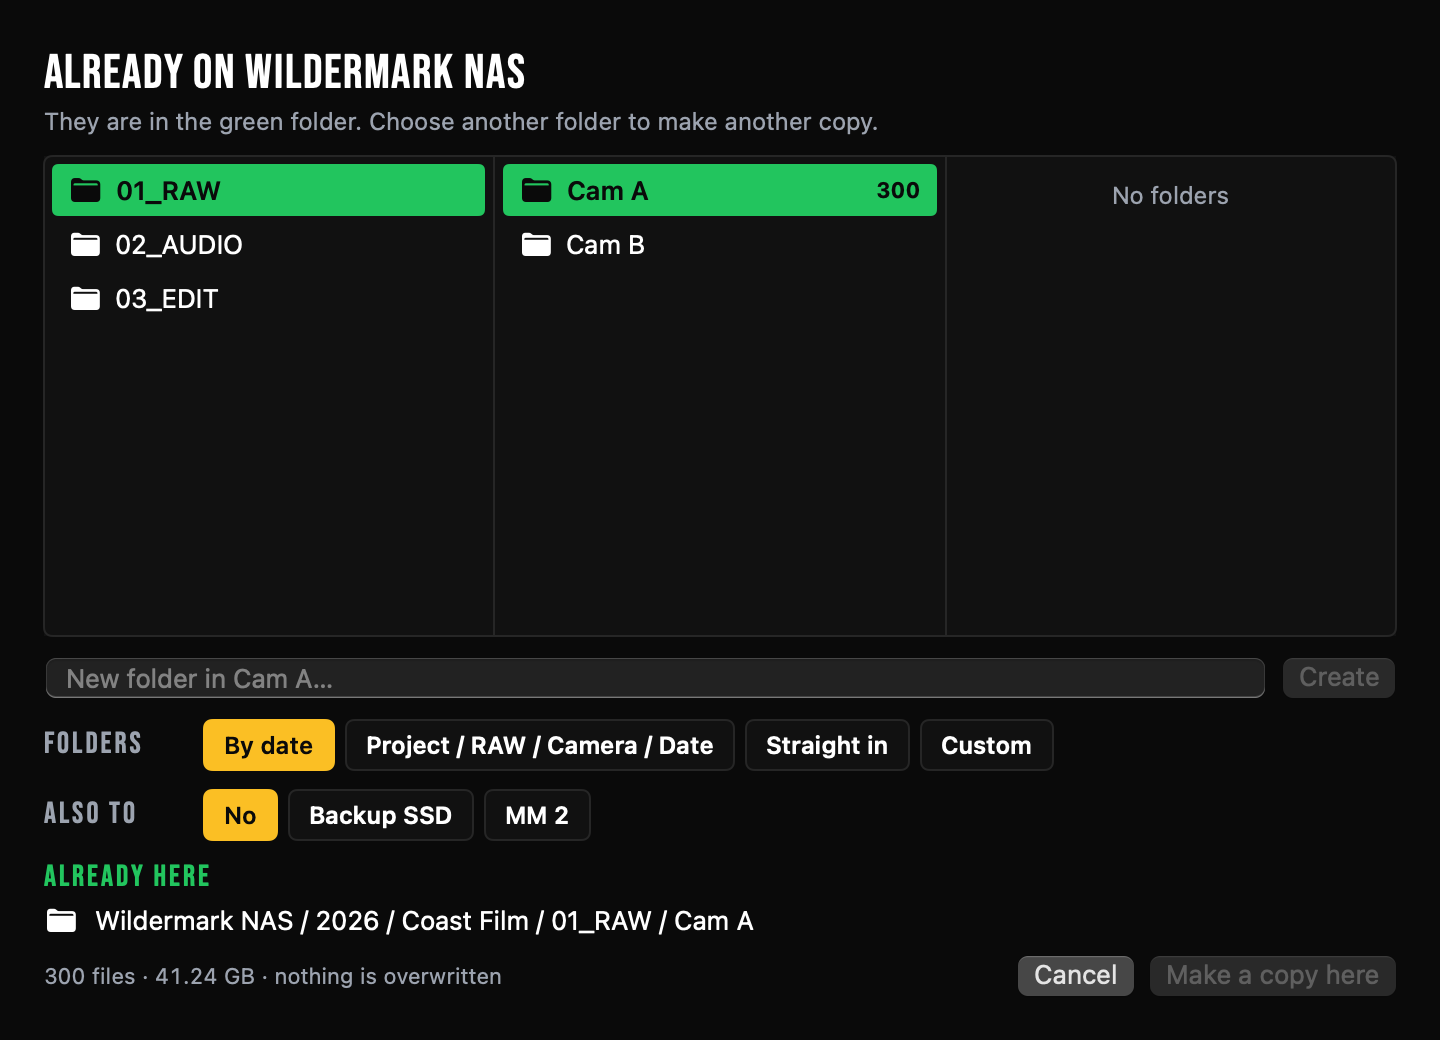 ALREADY ON WILDERMARK NAS
They are in the green folder. Choose another folder to make another copy.
01_RAW
02_AUDIO
03_EDIT
Cam A 300
Cam B
No folders
New folder in Cam A...
Create
FOLDERS By date Project / RAW / Camera / Date Straight in Custom
ALSO TO No Backup SSD MM 2
ALREADY HERE
Wildermark NAS / 2026 / Coast Film / 01_RAW / Cam A
300 files · 41.24 GB · nothing is overwritten
Cancel Make a copy here